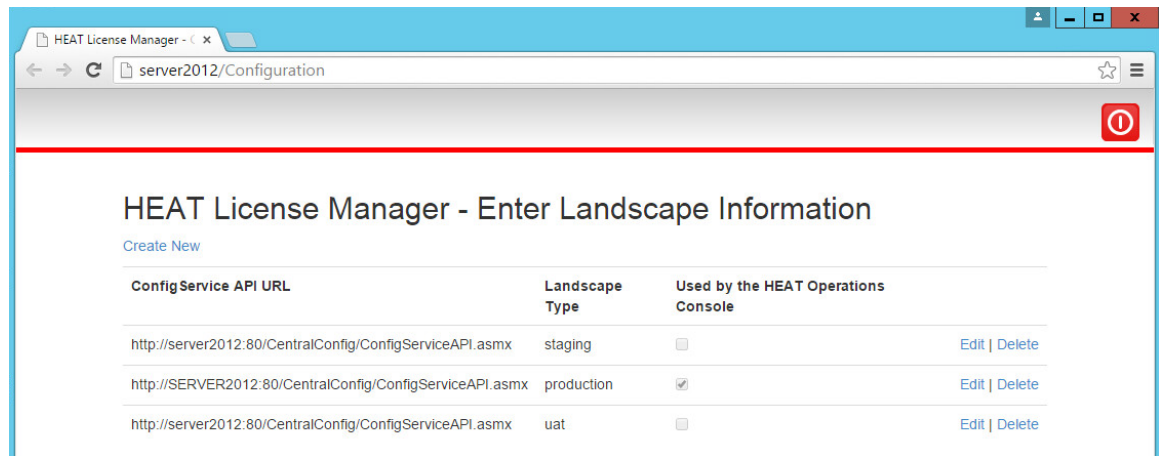 HEAT License Manager - C
server2012/Configuration
HEAT License Manager - Enter Landscape Information
Create New
ConfigService API URL Landscape Type Used by the HEAT Operations Console
http://server2012:80/CentralConfig/ConfigServiceAPI.asmx staging Edit | Delete
http://SERVER2012:80/CentralConfig/ConfigServiceAPI.asmx production Edit | Delete
http://server2012:80/CentralConfig/ConfigServiceAPI.asmx uat Edit | Delete